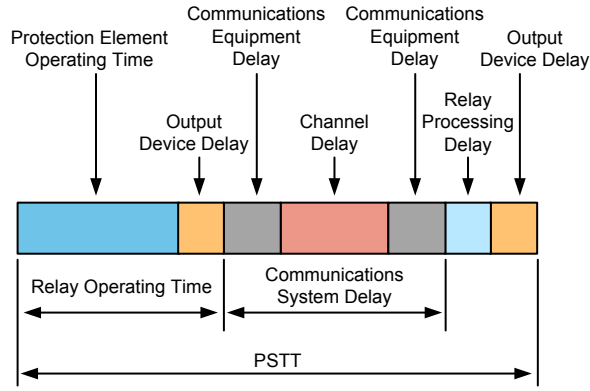 Protection Element
Operating Time
Communications
Equipment
Delay
Communications
Equipment
Delay
Output
Device Delay
Output
Device Delay
Channel
Delay
Relay
Processing
Delay
Relay Operating Time
Communications
System Delay
PSTT